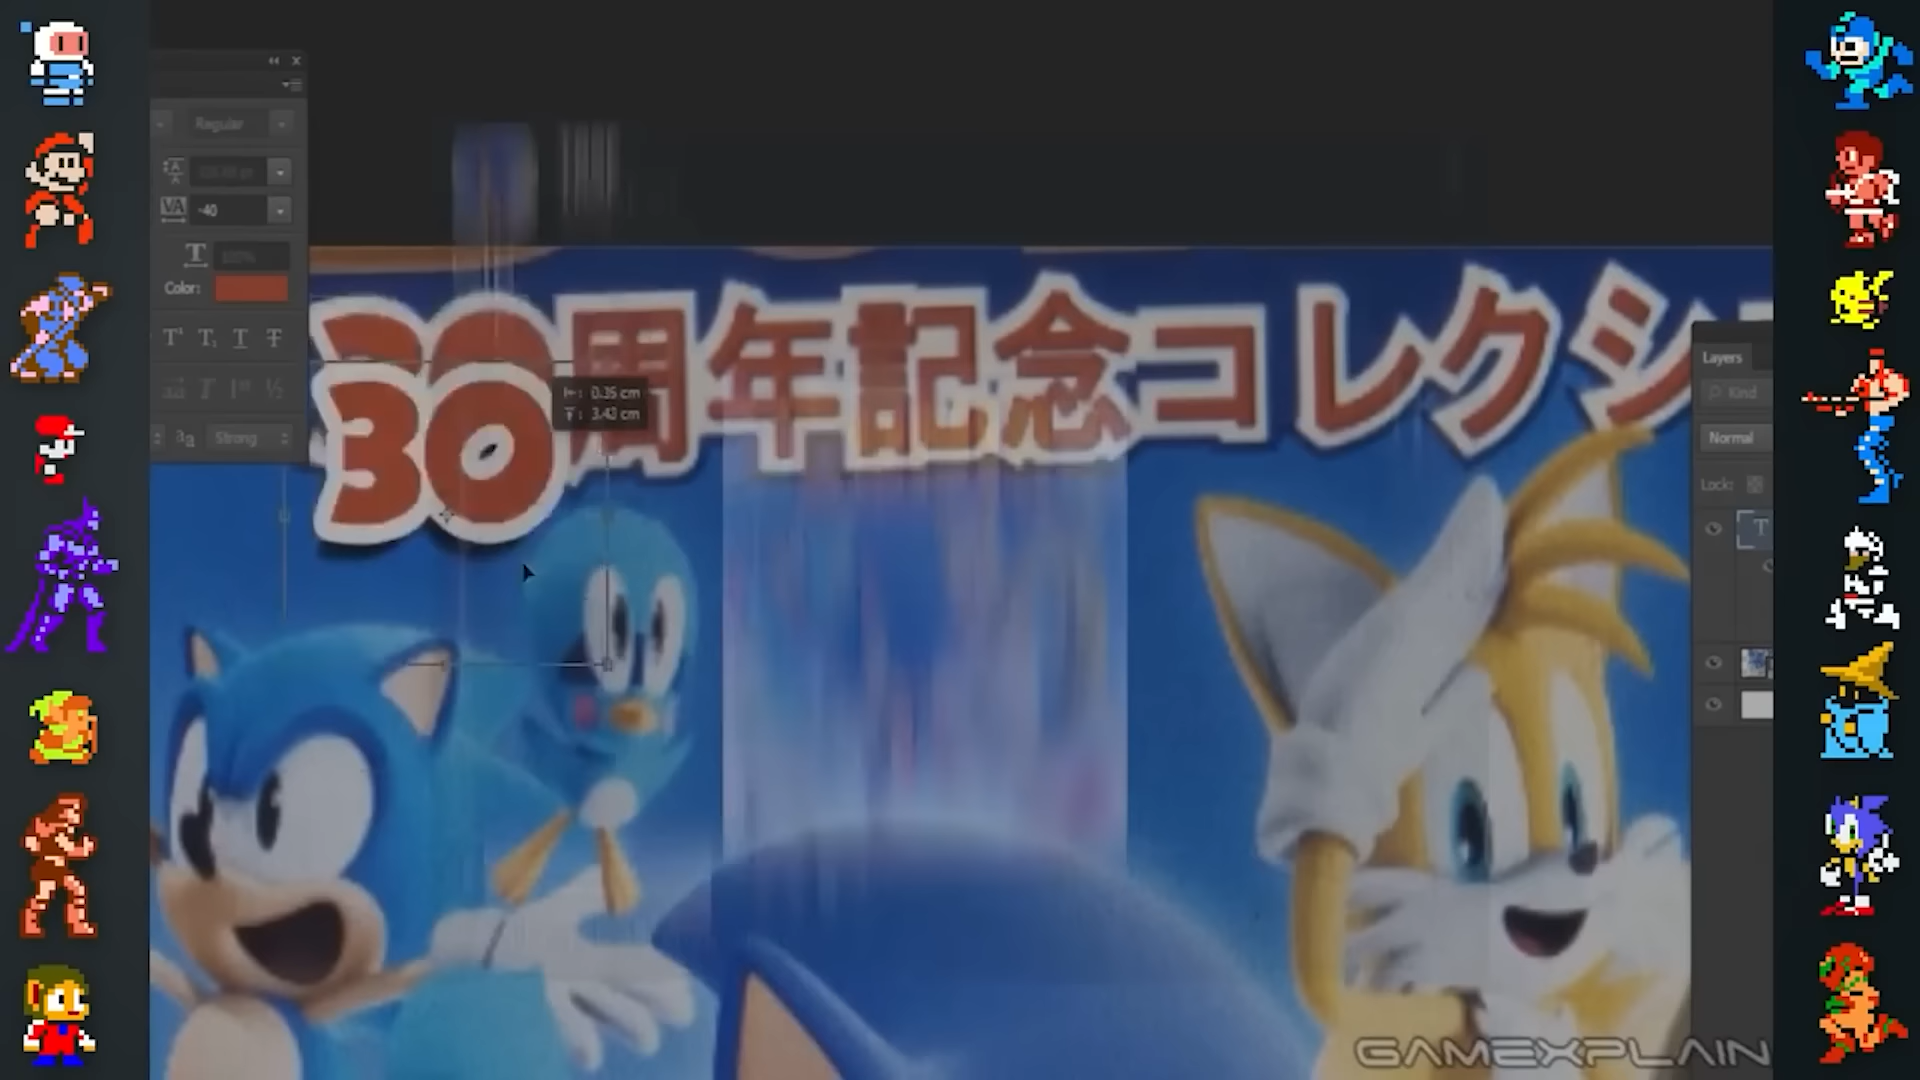 Regular
-40
Color:
Strong
30
30周年記念コレクシ
0.35 cm
3.43 cm
Layers
Kind
Normal
Lock:
GAMEXPLAIN